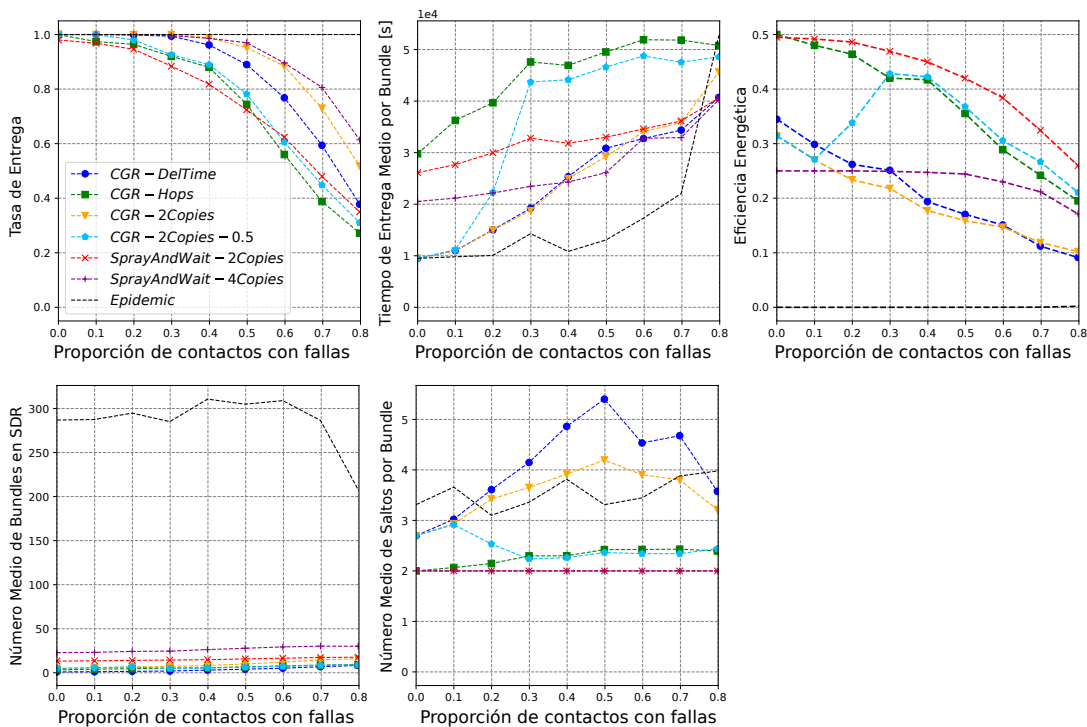 1e4
1.0
0.8
0.6
0.4
0.2
0.0
Tasa de Entrega
CGR − DelTime
CGR − Hops
CGR − 2Copies
CGR − 2Copies − 0.5
SprayAndWait − 2Copies
SprayAndWait − 4Copies
Epidemic
0.0 0.1 0.2 0.3 0.4 0.5 0.6 0.7 0.8
Proporción de contactos con fallas
5
4
3
2
1
0
Tiempo de Entrega Medio por Bundle [s]
0.0 0.1 0.2 0.3 0.4 0.5 0.6 0.7 0.8
Proporción de contactos con fallas
0.5
0.4
0.3
0.2
0.1
0.0
Eficiencia Energética
0.0 0.1 0.2 0.3 0.4 0.5 0.6 0.7 0.8
Proporción de contactos con fallas
300
250
200
150
100
50
0
Número Medio de Bundles en SDR
0.0 0.1 0.2 0.3 0.4 0.5 0.6 0.7 0.8
Proporción de contactos con fallas
5
4
3
2
1
0
Número Medio de Saltos por Bundle
0.0 0.1 0.2 0.3 0.4 0.5 0.6 0.7 0.8
Proporción de contactos con fallas